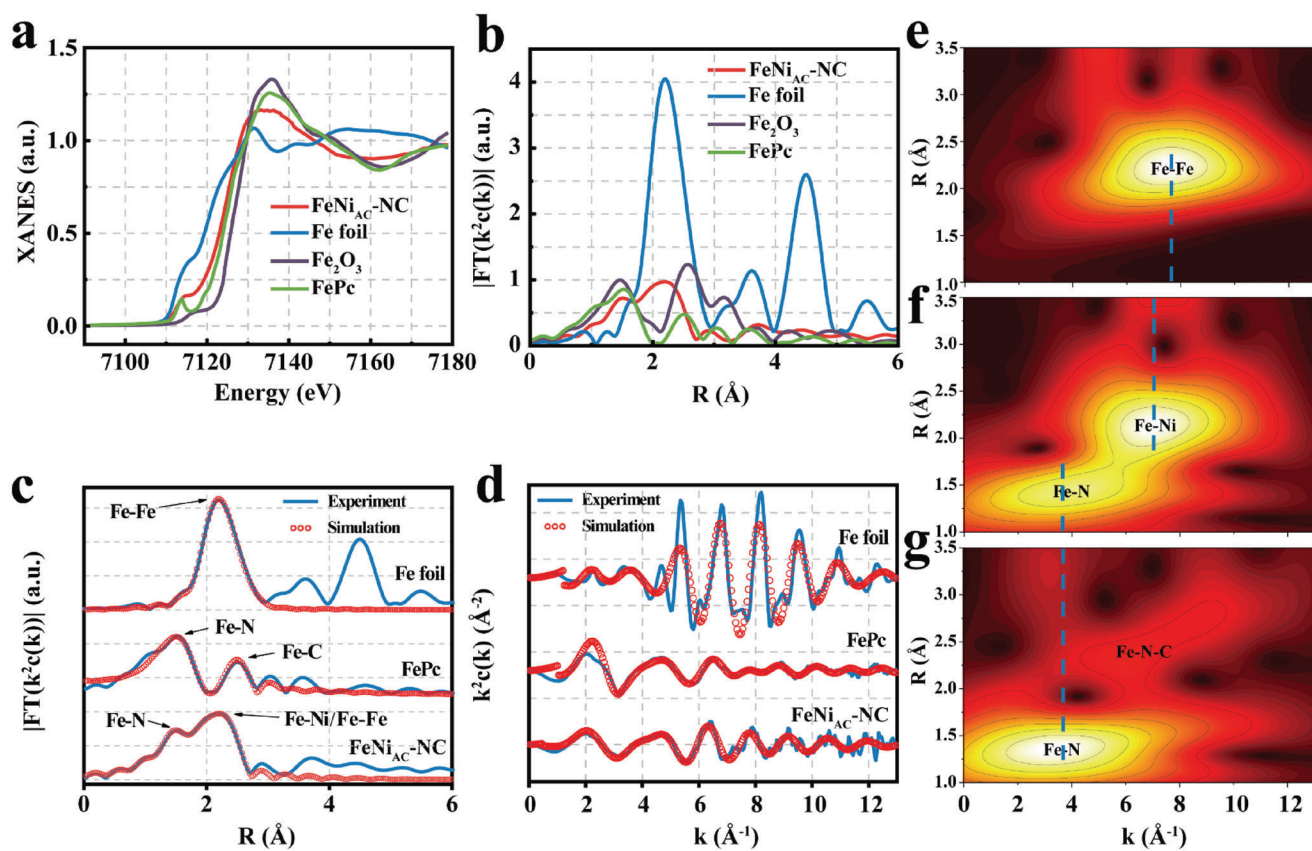 a
XANES (a.u.)
1.5
1.0
0.5
0.0
FeNi_AC-NC
Fe foil
Fe₂O₃
FePc
7100 7120 7140 7160 7180
Energy (eV)
b
|FT(k²c(k))| (a.u.)
4
3
2
1
0
FeNi_AC-NC
Fe foil
Fe₂O₃
FePc
0 2 4 6
R (Å)
c
|FT(k²c(k))| (a.u.)
Fe-Fe
Experiment
Simulation
Fe foil
Fe-N
Fe-C
FePc
Fe-N
Fe-Ni/Fe-Fe
FeNi_AC-NC
0 2 4 6
R (Å)
d
k²c(k) (Å⁻²)
Experiment
Simulation
Fe foil
FePc
FeNi_AC-NC
0 2 4 6 8 10 12
k (Å⁻¹)
e
R (Å)
3.5
3.0
2.5
2.0
1.5
1.0
Fe-Fe
f
R (Å)
3.5
3.0
2.5
2.0
1.5
1.0
Fe-Ni
Fe-N
g
R (Å)
3.5
3.0
2.5
2.0
1.5
1.0
Fe-N-C
Fe-N
0 2 4 6 8 10 12
k (Å⁻¹)